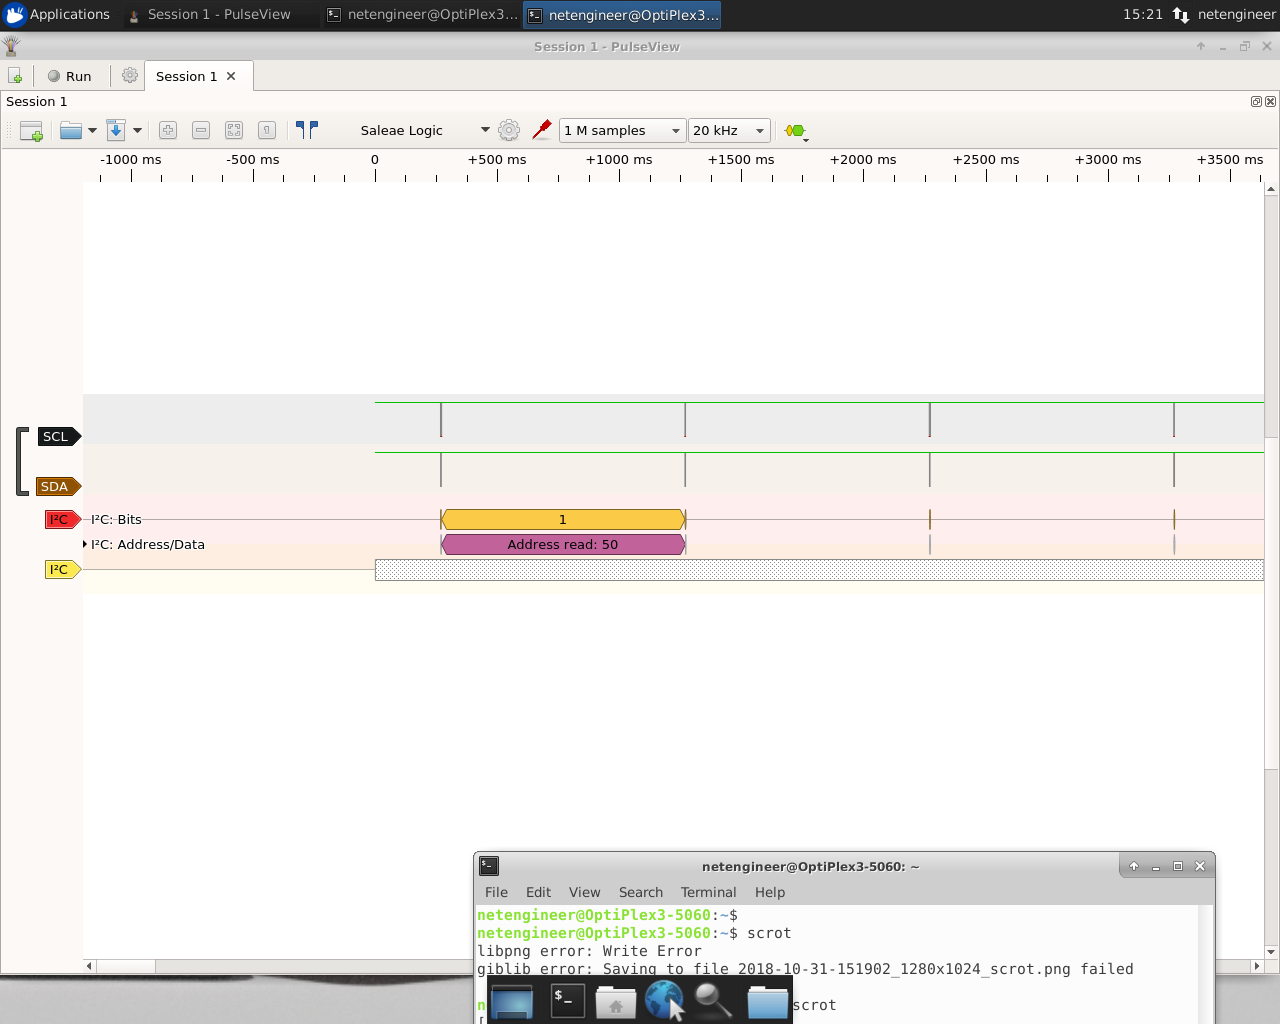 Applications Session 1 - PulseView netengineer@OptiPlex3... netengineer@OptiPlex3... 15:21 netengineer
Session 1 - PulseView
Run Session 1
Session 1
Saleae Logic 1 M samples 20 kHz
-1000 ms -500 ms 0 +500 ms +1000 ms +1500 ms +2000 ms +2500 ms +3000 ms +3500 ms
SCL
SDA
I²C I²C: Bits 1
I²C: Address/Data Address read: 50
I²C
netengineer@OptiPlex3-5060: ~
File Edit View Search Terminal Help
netengineer@OptiPlex3-5060:~$
netengineer@OptiPlex3-5060:~$ scrot
libpng error: Write Error
giblib error: Saving to file 2018-10-31-151902_1280x1024_scrot.png failed
n scrot
[